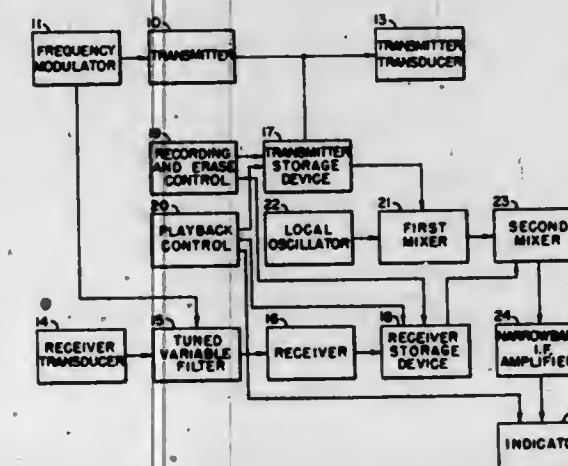 11
FREQUENCY
MODULATOR
10
TRANSMITTER
13
TRANSMITTER
TRANSDUCER
19
RECORDING
AND ERASE
CONTROL
17
TRANSMITTER
STORAGE
DEVICE
20
PLAYBACK
CONTROL
22
LOCAL
OSCILLATOR
21
FIRST
MIXER
23
SECOND
MIXER
14
RECEIVER
TRANSDUCER
15
TUNED
VARIABLE
FILTER
16
RECEIVER
18
RECEIVER
STORAGE
DEVICE
24
NARROWBAN
I.F.
AMPLIFIER
INDICATO